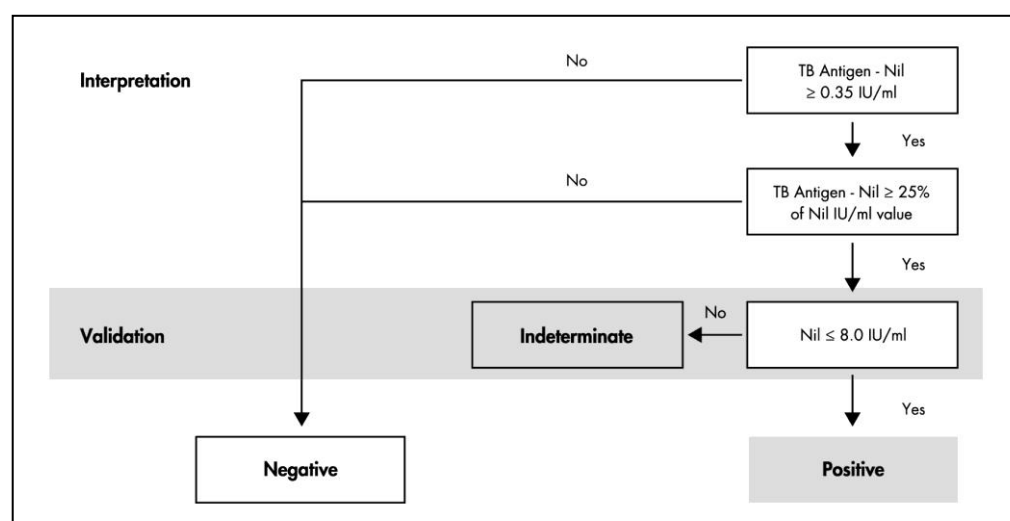 Interpretation
No
TB Antigen - Nil
≥ 0.35 IU/ml
Yes
No
TB Antigen - Nil ≥ 25%
of Nil IU/ml value
Yes
Validation
Indeterminate
No
Nil ≤ 8.0 IU/ml
Yes
Negative
Positive